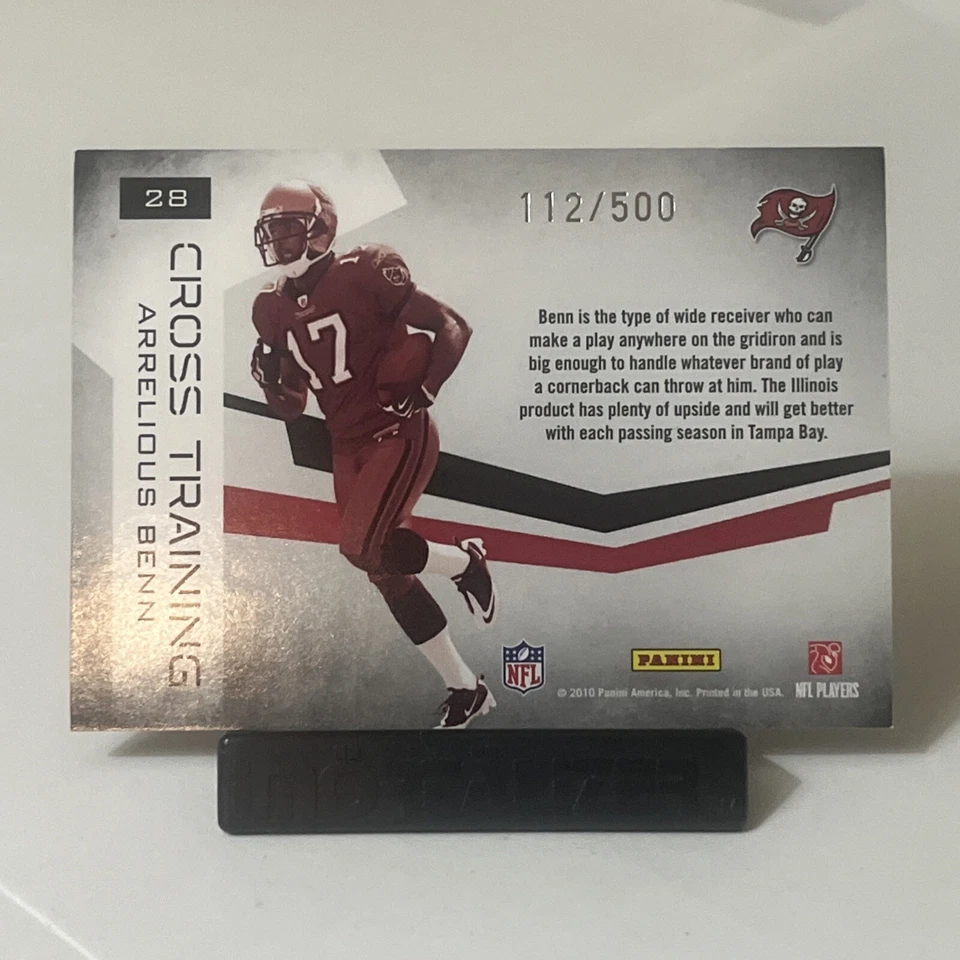 28
CROSS TRAINING
ARRELIOUS BENN
17
17
112/500
Benn is the type of wide receiver who can
make a play anywhere on the gridiron and is
big enough to handle whatever brand of play
a cornerback can throw at him. The Illinois
product has plenty of upside and will get better
with each passing season in Tampa Bay.
NFL
PANINI
© 2010 Panini America, Inc. Printed in the USA.
NFL PLAYERS